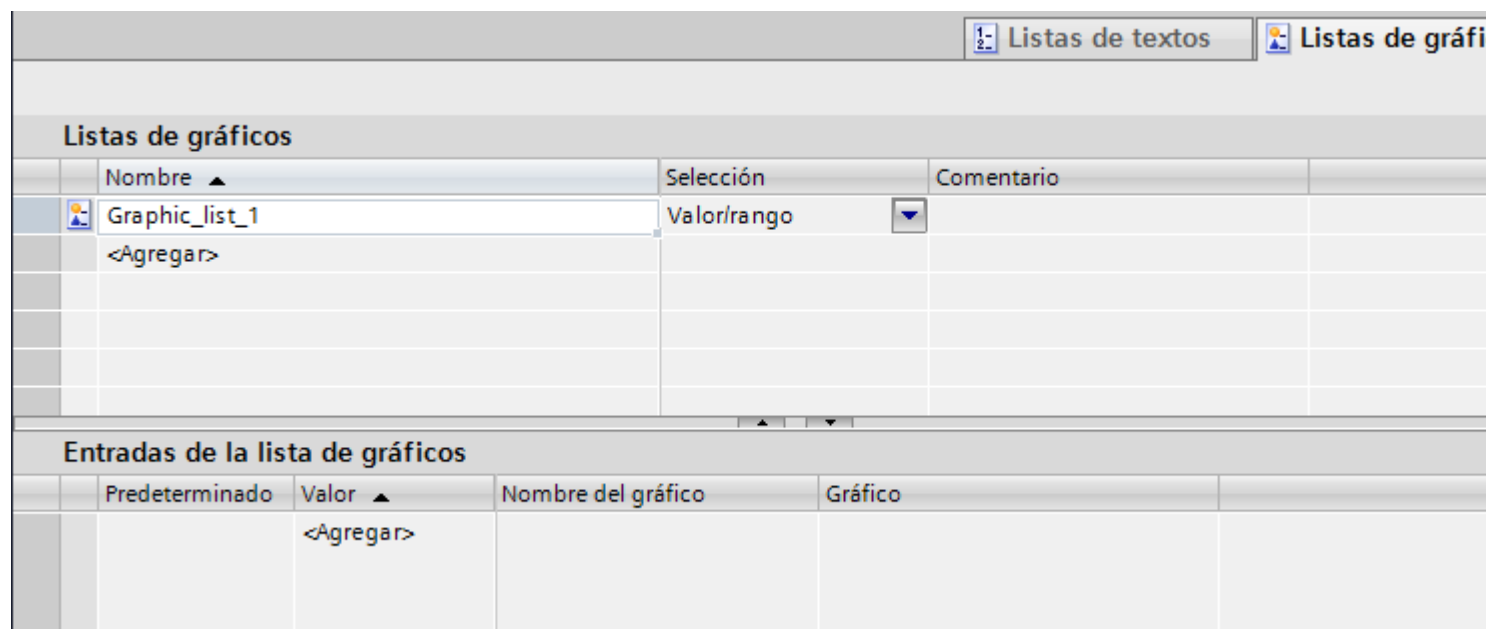 Listas de textos Listas de gráfi
Listas de gráficos
Nombre Selección Comentario
Graphic_list_1 Valor/rango
<Agregar>
Entradas de la lista de gráficos
Predeterminado Valor Nombre del gráfico Gráfico
<Agregar>